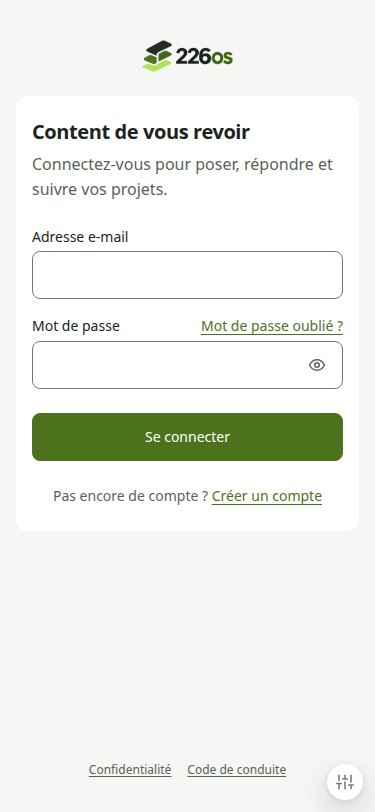 226os
Content de vous revoir
Connectez-vous pour poser, répondre et
suivre vos projets.
Adresse e-mail
Mot de passe
Mot de passe oublié ?
Se connecter
Pas encore de compte ? Créer un compte
Confidentialité
Code de conduite